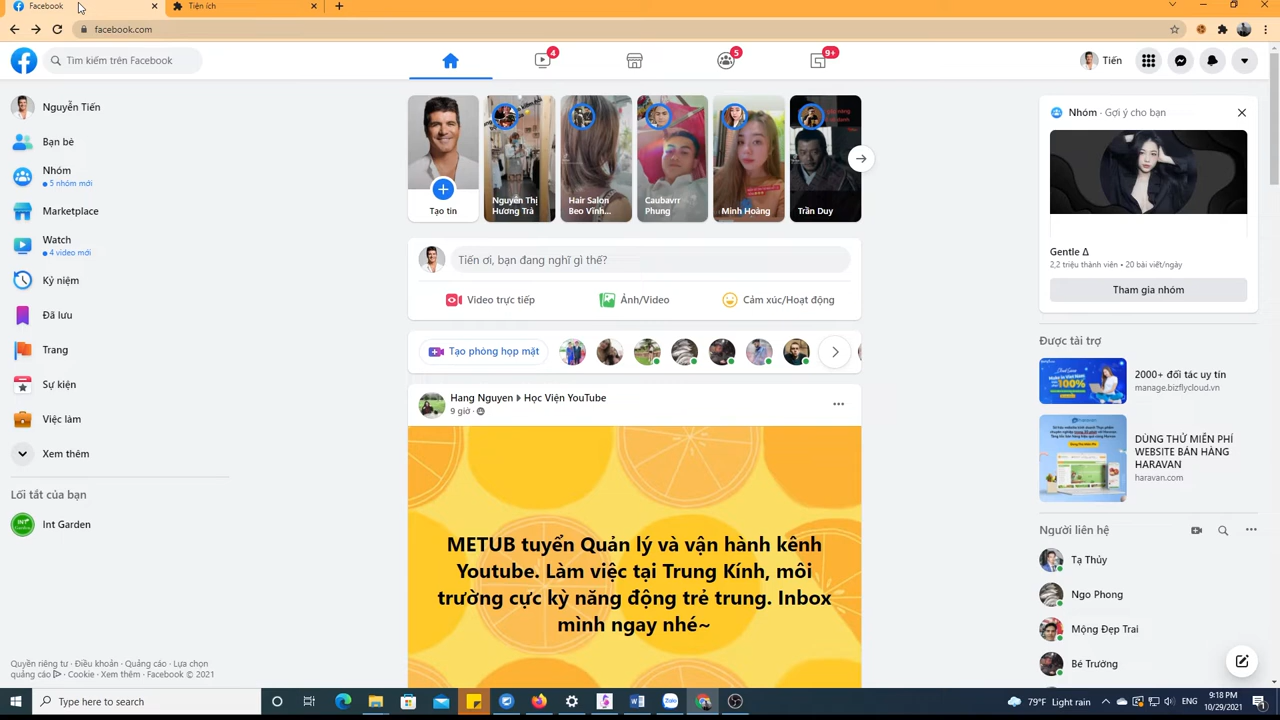 Facebook
Tiện ích
facebook.com
Tìm kiếm trên Facebook
4
5
9+
Tiến
Nguyễn Tiến
Bạn bè
Nhóm
5 nhóm mới
Marketplace
Watch
4 video mới
Kỷ niệm
Đã lưu
Trang
Sự kiện
Việc làm
Xem thêm
Lối tắt của bạn
INT
Int Garden
Quyền riêng tư · Điều khoản · Quảng cáo · Lựa chọn
quảng cáo · Cookie · Xem thêm · Facebook © 2021
Tạo tin
Nguyễn Thị
Hương Trà
Hair Salon
Beo Vĩnh...
Caubavrr
Phung
Minh Hoàng
Trần Duy
Tiến ơi, bạn đang nghĩ gì thế?
Video trực tiếp
Ảnh/Video
Cảm xúc/Hoạt động
Tạo phòng họp mặt
Hang Nguyen
Học Viện YouTube
9 giờ ·
METUB tuyển Quản lý và vận hành kênh
Youtube. Làm việc tại Trung Kính, môi
trường cực kỳ năng động trẻ trung. Inbox
mình ngay nhé~
Nhóm · Gợi ý cho bạn
Gentle Δ
2,2 triệu thành viên • 20 bài viết/ngày
Tham gia nhóm
Được tài trợ
100%
2000+ đối tác uy tín
manage.bizflycloud.vn
DÙNG THỬ MIỄN PHÍ
WEBSITE BÁN HÀNG
HARAVAN
haravan.com
Người liên hệ
Tạ Thủy
Ngo Phong
Mộng Đẹp Trai
Bé Trường
Type here to search
79°F Light rain
ENG
9:18 PM
10/29/2021
1